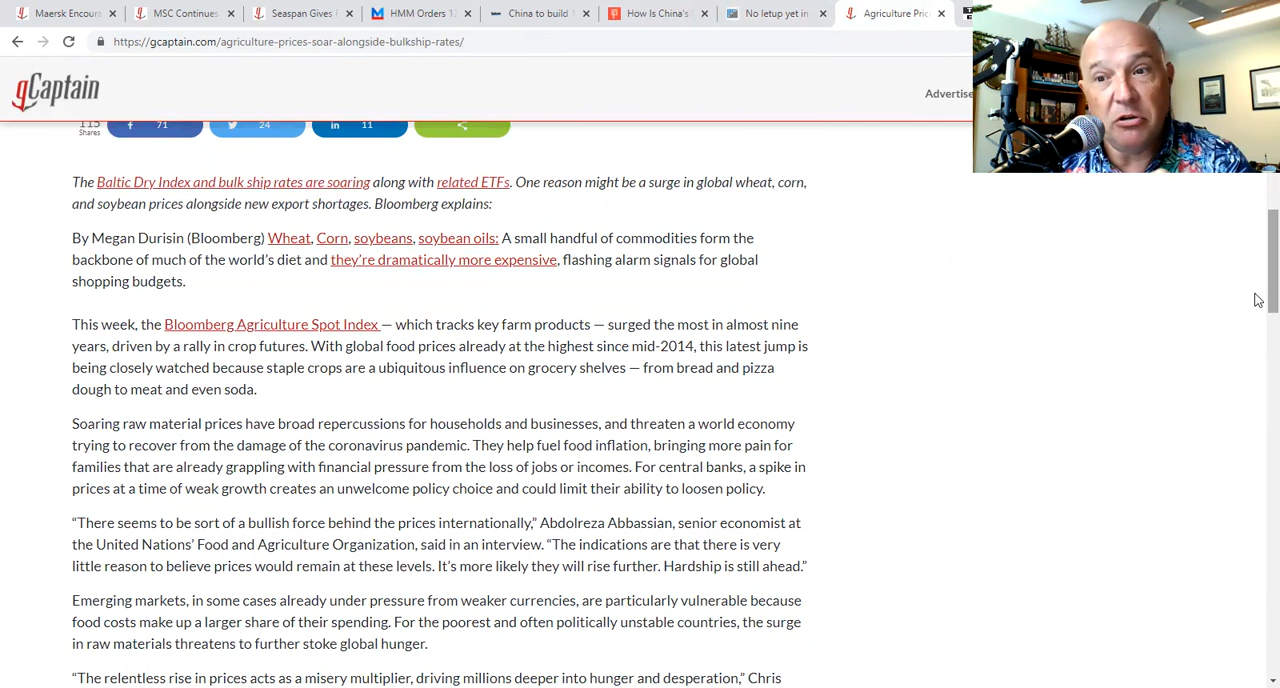 Maersk Encoura
MSC Continues
Seaspan Gives
HMM Orders 12
China to build 1
How Is China's
No letup yet in
Agriculture Pric
https://gcaptain.com/agriculture-prices-soar-alongside-bulkship-rates/
gCaptain
Advertise
115
Shares
71
24
11
The Baltic Dry Index and bulk ship rates are soaring along with related ETFs. One reason might be a surge in global wheat, corn,
and soybean prices alongside new export shortages. Bloomberg explains:
By Megan Durisin (Bloomberg) Wheat, Corn, soybeans, soybean oils: A small handful of commodities form the
backbone of much of the world's diet and they're dramatically more expensive, flashing alarm signals for global
shopping budgets.
This week, the Bloomberg Agriculture Spot Index — which tracks key farm products — surged the most in almost nine
years, driven by a rally in crop futures. With global food prices already at the highest since mid-2014, this latest jump is
being closely watched because staple crops are a ubiquitous influence on grocery shelves — from bread and pizza
dough to meat and even soda.
Soaring raw material prices have broad repercussions for households and businesses, and threaten a world economy
trying to recover from the damage of the coronavirus pandemic. They help fuel food inflation, bringing more pain for
families that are already grappling with financial pressure from the loss of jobs or incomes. For central banks, a spike in
prices at a time of weak growth creates an unwelcome policy choice and could limit their ability to loosen policy.
“There seems to be sort of a bullish force behind the prices internationally,” Abdolreza Abbassian, senior economist at
the United Nations’ Food and Agriculture Organization, said in an interview. “The indications are that there is very
little reason to believe prices would remain at these levels. It’s more likely they will rise further. Hardship is still ahead.”
Emerging markets, in some cases already under pressure from weaker currencies, are particularly vulnerable because
food costs make up a larger share of their spending. For the poorest and often politically unstable countries, the surge
in raw materials threatens to further stoke global hunger.
“The relentless rise in prices acts as a misery multiplier, driving millions deeper into hunger and desperation,” Chris